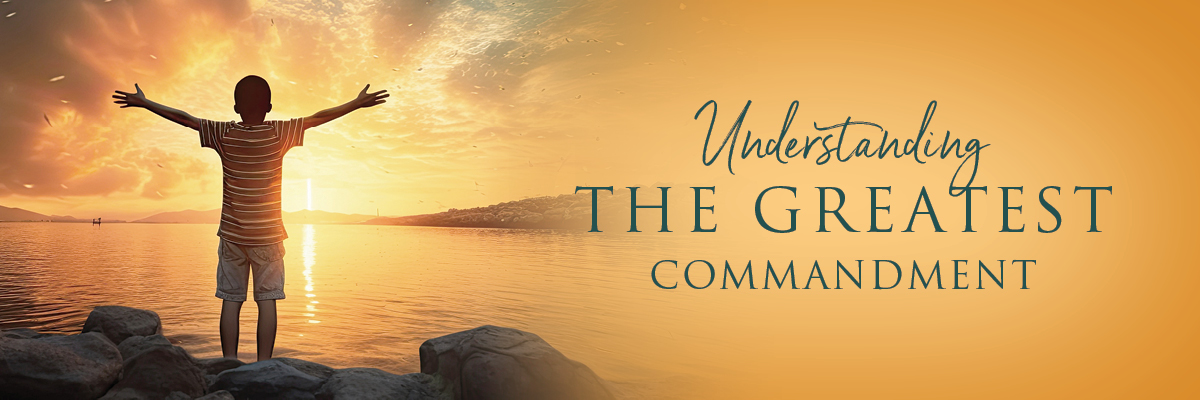 Understanding
THE GREATEST
COMMANDMENT